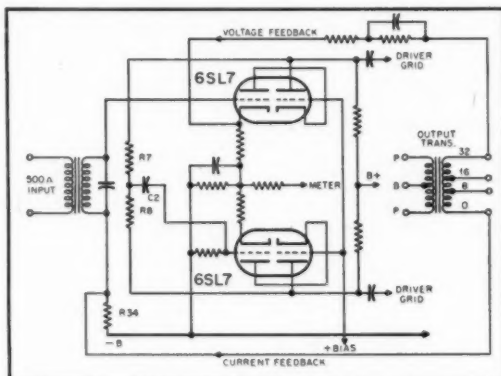 VOLTAGE FEEDBACK
DRIVER
GRID
6SL7
OUTPUT
TRANS.
32
16
8
0
P
B
P
500Ω
INPUT
R7
C2
R8
METER
B+
6SL7
DRIVER
GRID
R34
-B
+BIAS
CURRENT FEEDBACK